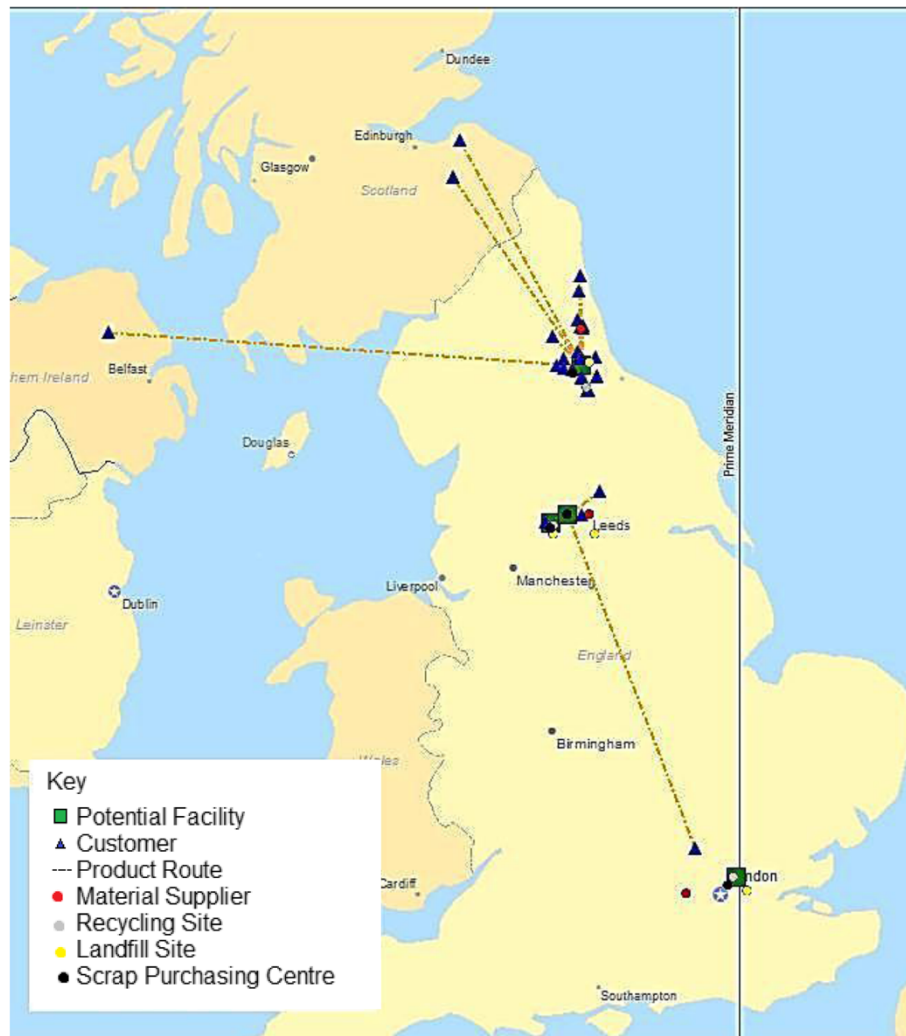 Dundee
Edinburgh
Glasgow
Scotland
Belfast
hern Ireland
Douglas
Prime Meridian
Leeds
Liverpool
Manchester
Dublin
Leinster
England
Birmingham
Wales
Key
Potential Facility
Customer
Product Route
Material Supplier
Recycling Site
Landfill Site
Scrap Purchasing Centre
Cardiff
ndon
Southampton